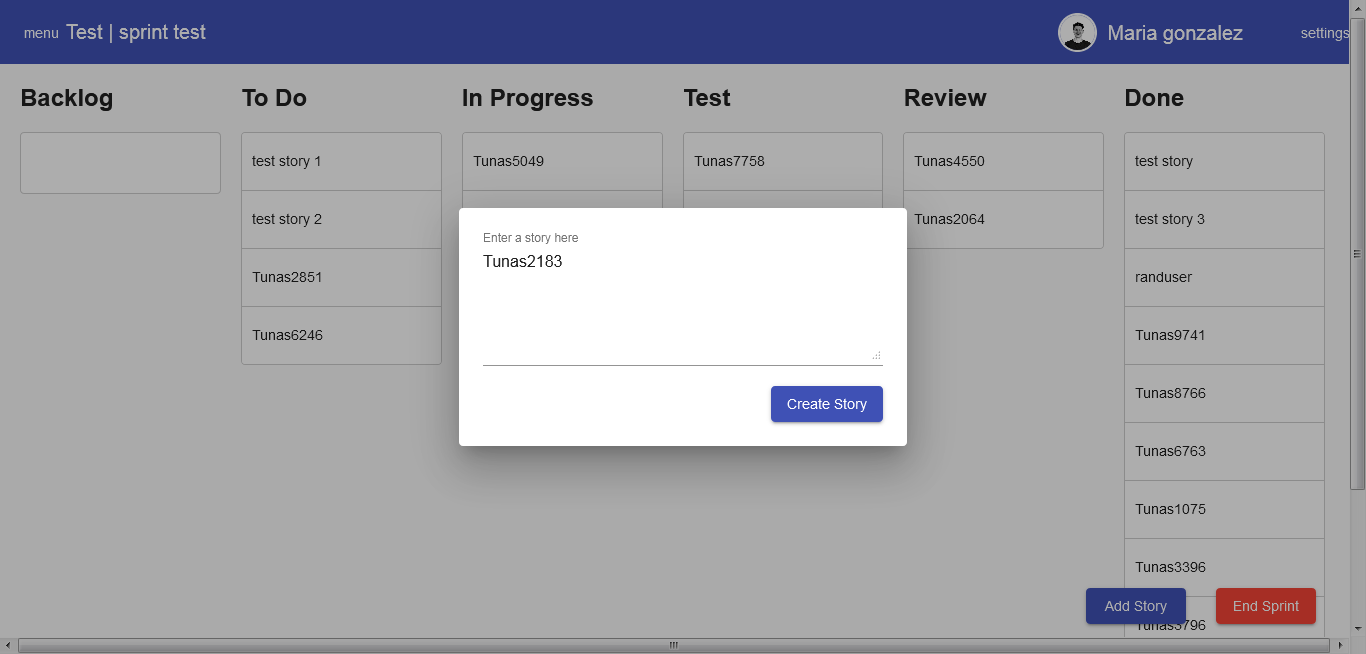 menu Test | sprint test
Maria gonzalez
settings
Backlog
To Do
In Progress
Test
Review
Done
test story 1
test story 2
Tunas2851
Tunas6246
Tunas5049
Tunas7758
Tunas4550
Tunas2064
test story
test story 3
randuser
Tunas9741
Tunas8766
Tunas6763
Tunas1075
Tunas3396
Tunas3796
Enter a story here
Tunas2183
Create Story
Add Story
End Sprint